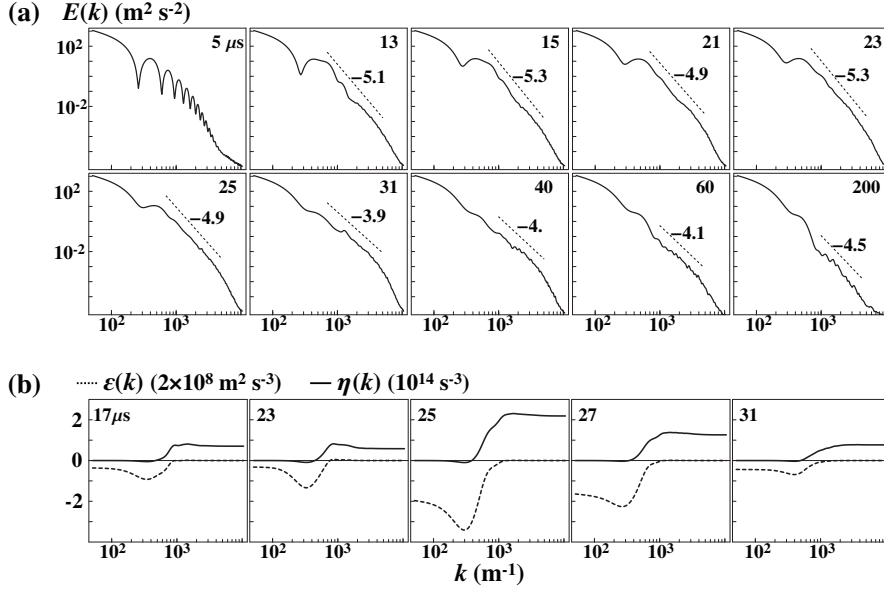 (a) E(k) (m² s⁻²)
5 μs 13 15 21 23
10² −5.1 −5.3 −4.9 −5.3
10⁻²
25 31 40 60 200
10² −4.9 −3.9 −4. −4.1 −4.5
10⁻²
10² 10³ 10² 10³ 10² 10³ 10² 10³ 10² 10³
(b) ε(k) (2×10⁸ m² s⁻³) η(k) (10¹⁴ s⁻³)
17μs 23 25 27 31
2
0
-2
10² 10³ 10² 10³ 10² 10³ 10² 10³ 10² 10³
k (m⁻¹)